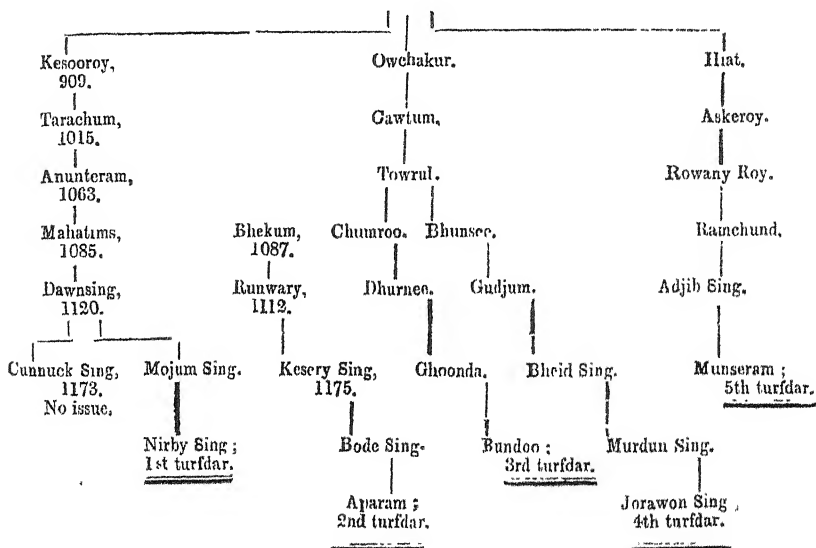 Kesooroy, Owchakur. Hiat.
909.
Tarachum, Gawtum. Askeroy.
1015.
Anunteram, Towrul. Rowany Roy.
1063.
Mahatims, Bhekum, Chumroo. Bhunsee. Ramchund.
1085. 1087.
Dawnsing, Runwary, Dhurnee. Gudjum. Adjib Sing.
1120. 1112.
Cunnuck Sing, Mojum Sing. Kesery Sing, Ghoonda. Bheid Sing. Munseram ;
1173. 1175. 5th turfdar.
No issue.
Nirby Sing ; Bode Sing. Bundoo ; Murdun Sing.
1st turfdar. 3rd turfdar.
Aparam ; Jorawon Sing ,
2nd turfdar. 4th turfdar.